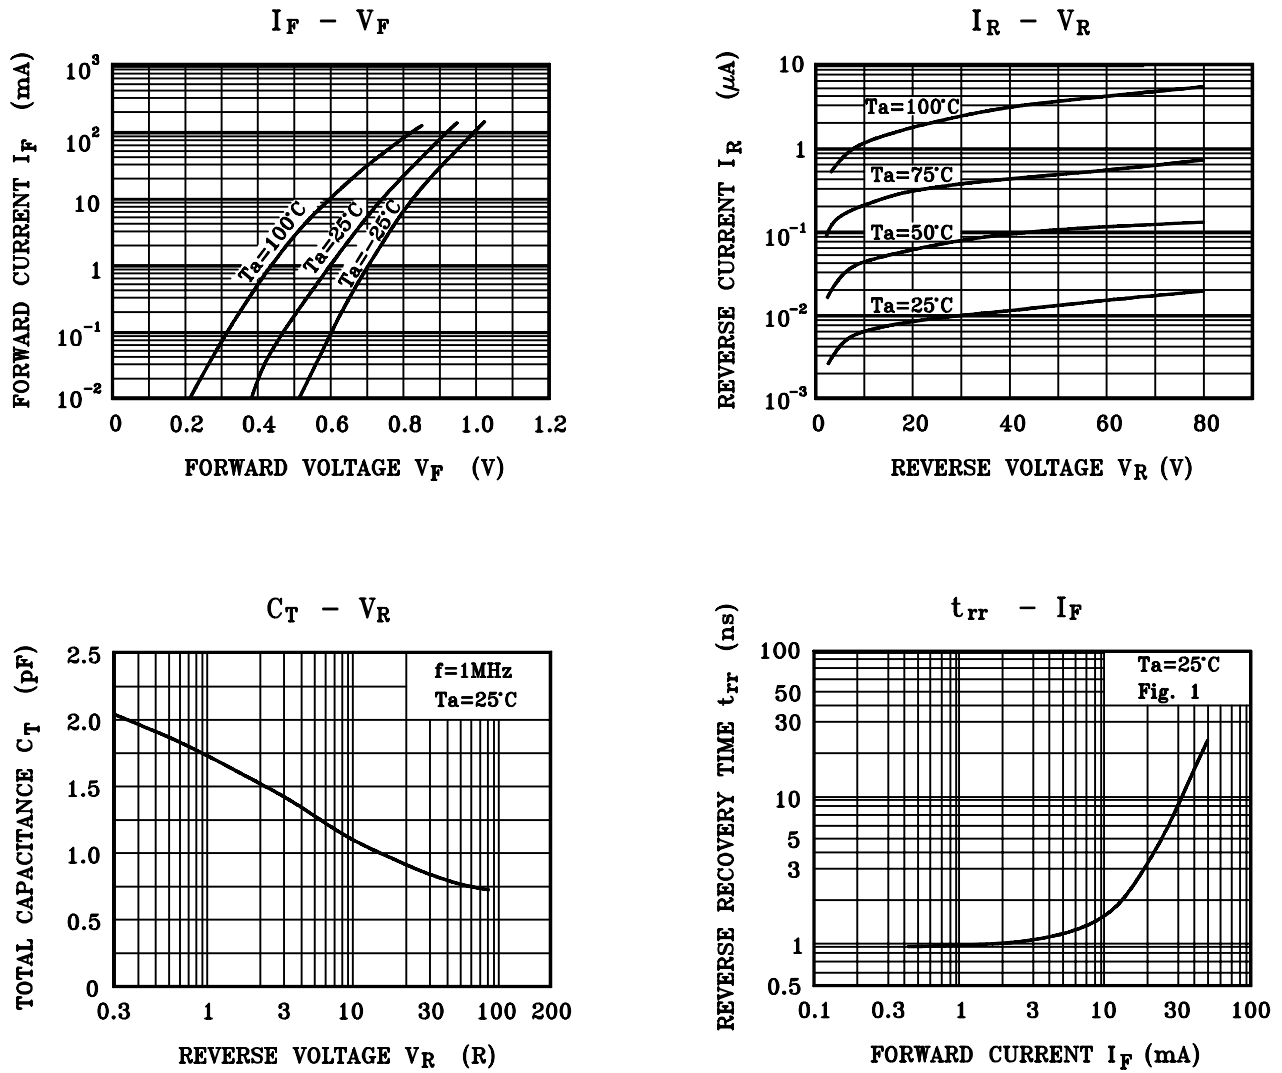 I_F - V_F
FORWARD CURRENT I_F (mA)
10³
10²
10
1
10⁻¹
10⁻²
Ta=100°C
Ta=25°C
Ta=-25°C
0 0.2 0.4 0.6 0.8 1.0 1.2
FORWARD VOLTAGE V_F (V)
I_R - V_R
REVERSE CURRENT I_R (μA)
10
1
10⁻¹
10⁻²
10⁻³
Ta=100°C
Ta=75°C
Ta=50°C
Ta=25°C
0 20 40 60 80
REVERSE VOLTAGE V_R (V)
C_T - V_R
TOTAL CAPACITANCE C_T (pF)
2.5
2.0
1.5
1.0
0.5
0
f=1MHz
Ta=25°C
0.3 1 3 10 30 100 200
REVERSE VOLTAGE V_R (R)
t_rr - I_F
REVERSE RECOVERY TIME t_rr (ns)
100
50
30
10
5
3
1
0.5
Ta=25°C
Fig. 1
0.1 0.3 1 3 10 30 100
FORWARD CURRENT I_F (mA)